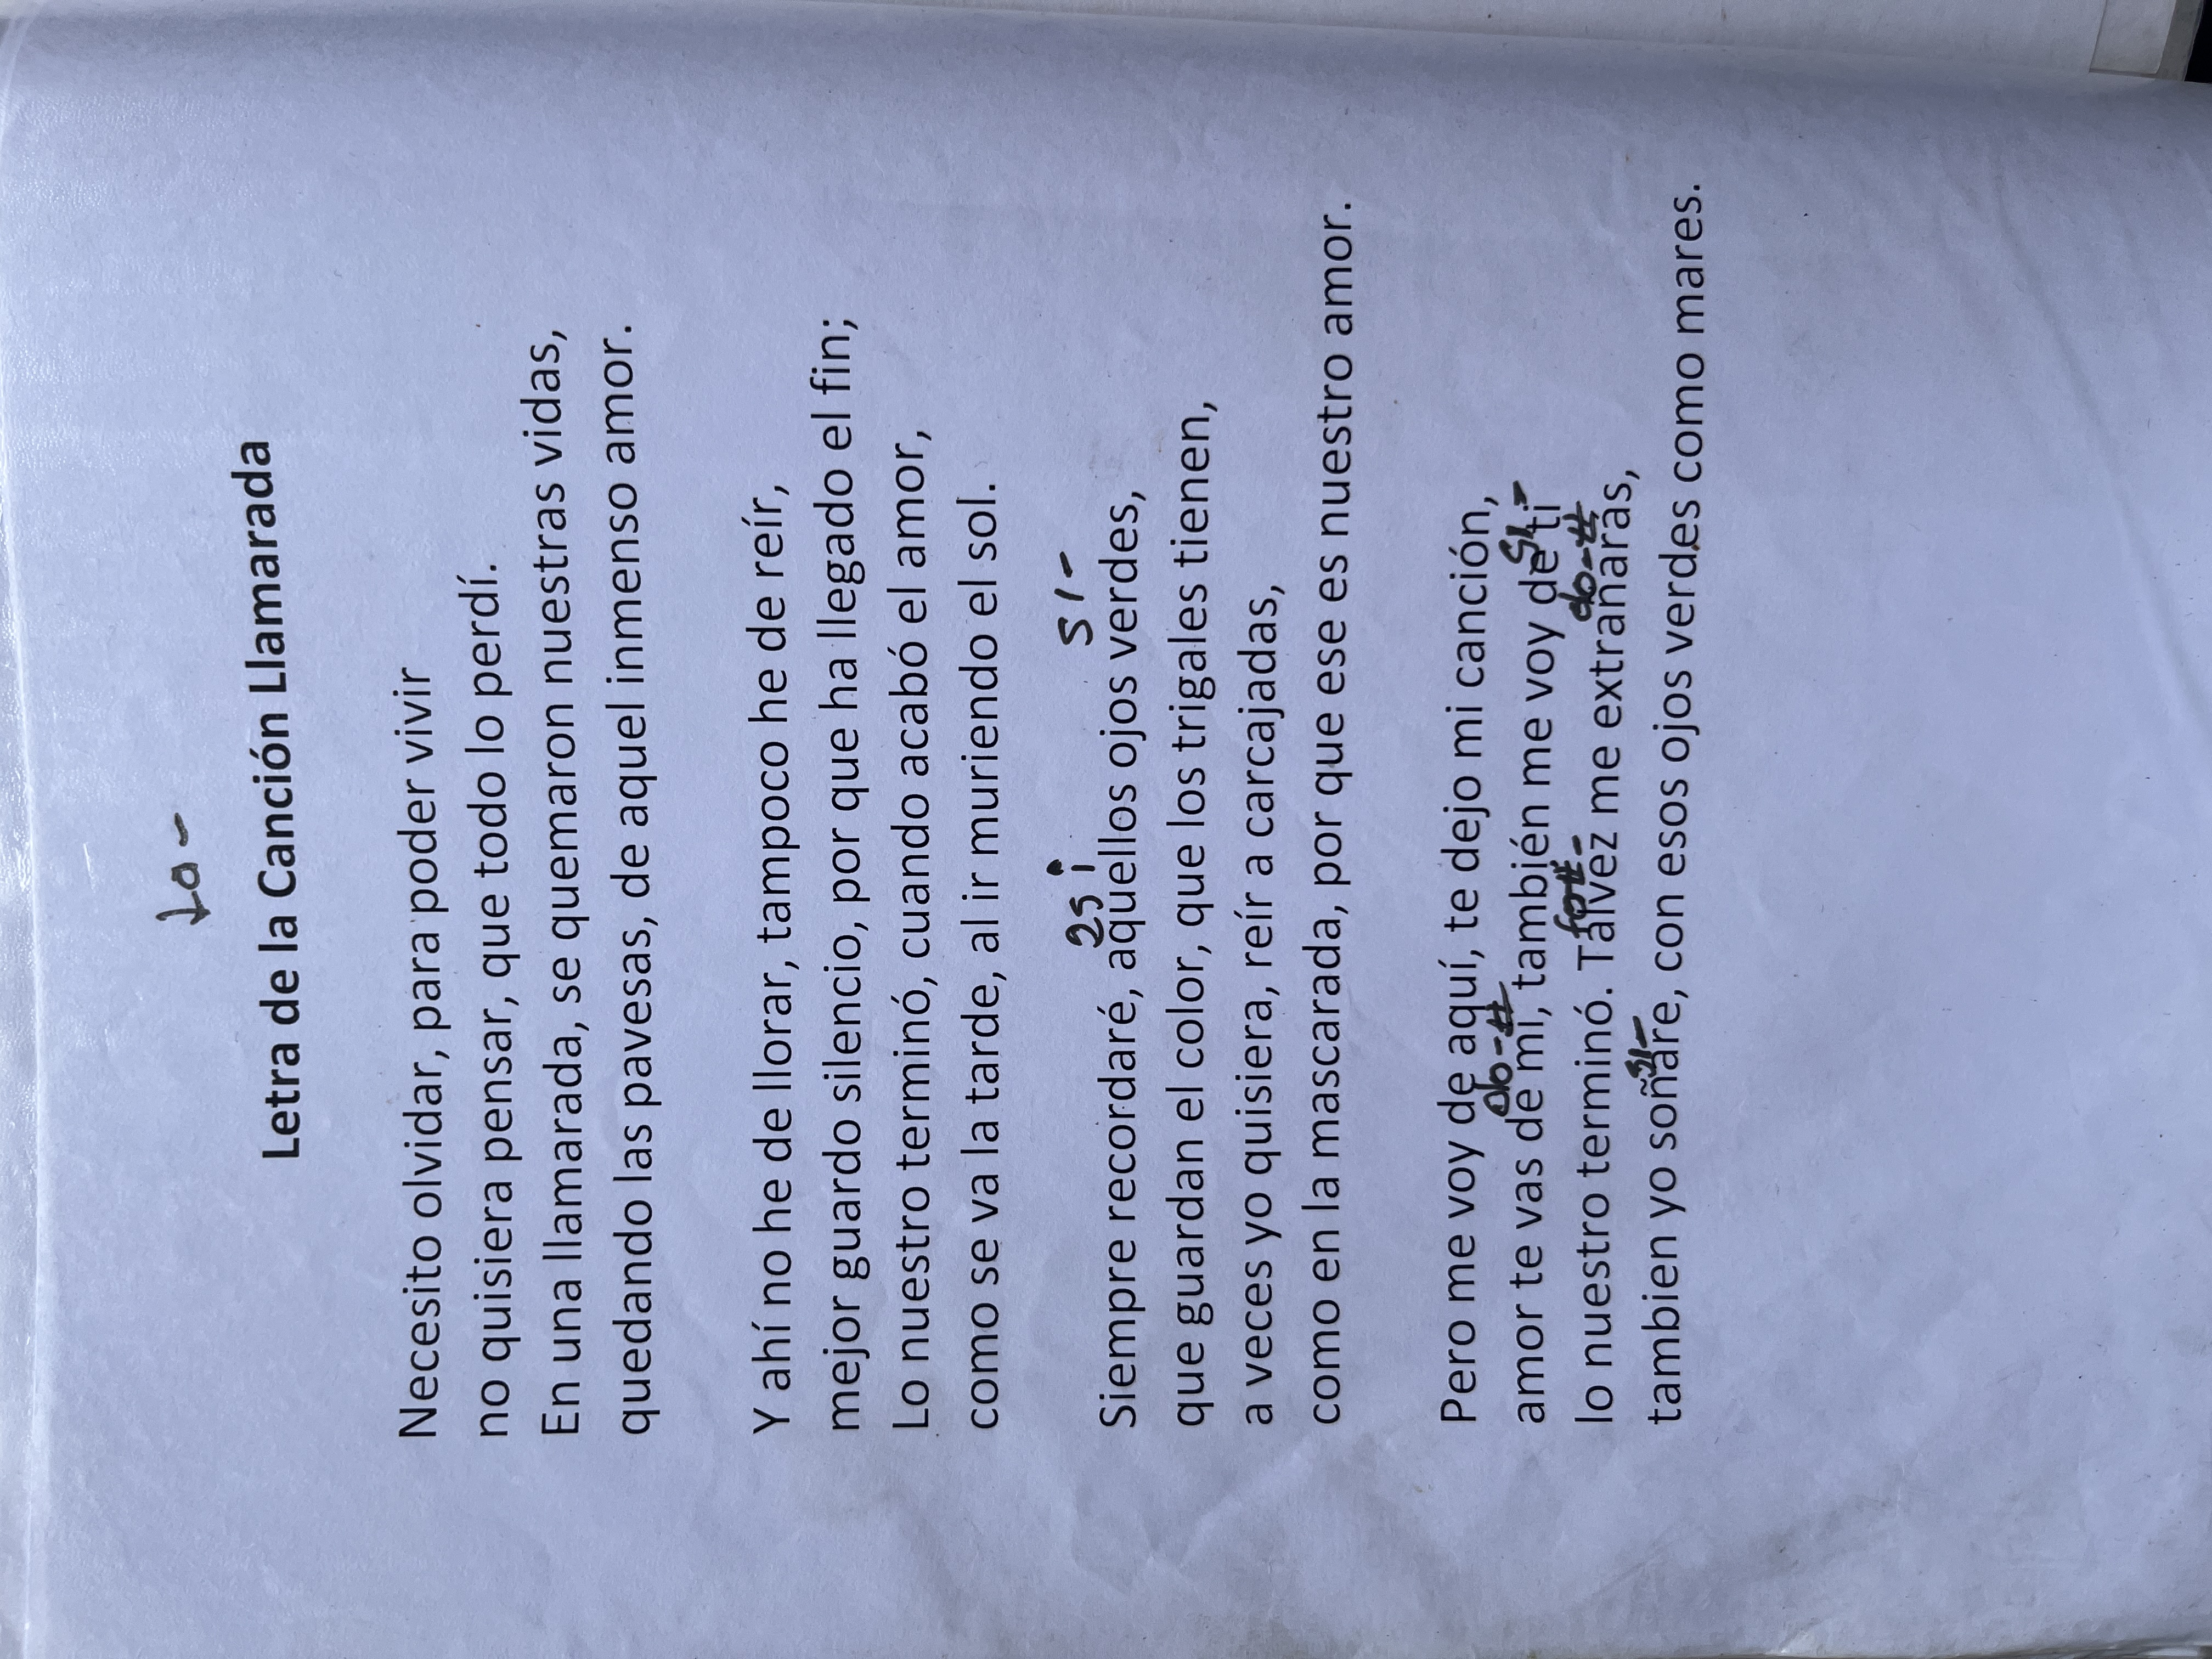 La -
Letra de la Canción Llamarada
Necesito olvidar, para poder vivir
no quisiera pensar, que todo lo perdí.
En una llamarada, se quemaron nuestras vidas,
quedando las pavesas, de aquel inmenso amor.
Y ahí no he de llorar, tampoco he de reír,
mejor guardo silencio, por que ha llegado el fin;
Lo nuestro terminó, cuando acabó el amor,
como se va la tarde, al ir muriendo el sol.
2 si si -
Siempre recordaré, aquellos ojos verdes,
que guardan el color, que los trigales tienen,
a veces yo quisiera, reír a carcajadas,
como en la mascarada, por que ese es nuestro amor.
Pero me voy de aquí, te dejo mi canción,
do - # si -
amor te vas de mí, también me voy de ti
fa # - do - #
lo nuestro terminó. Talvez me extrañarás,
si -
tambien yo soñare, con esos ojos verdes como mares.